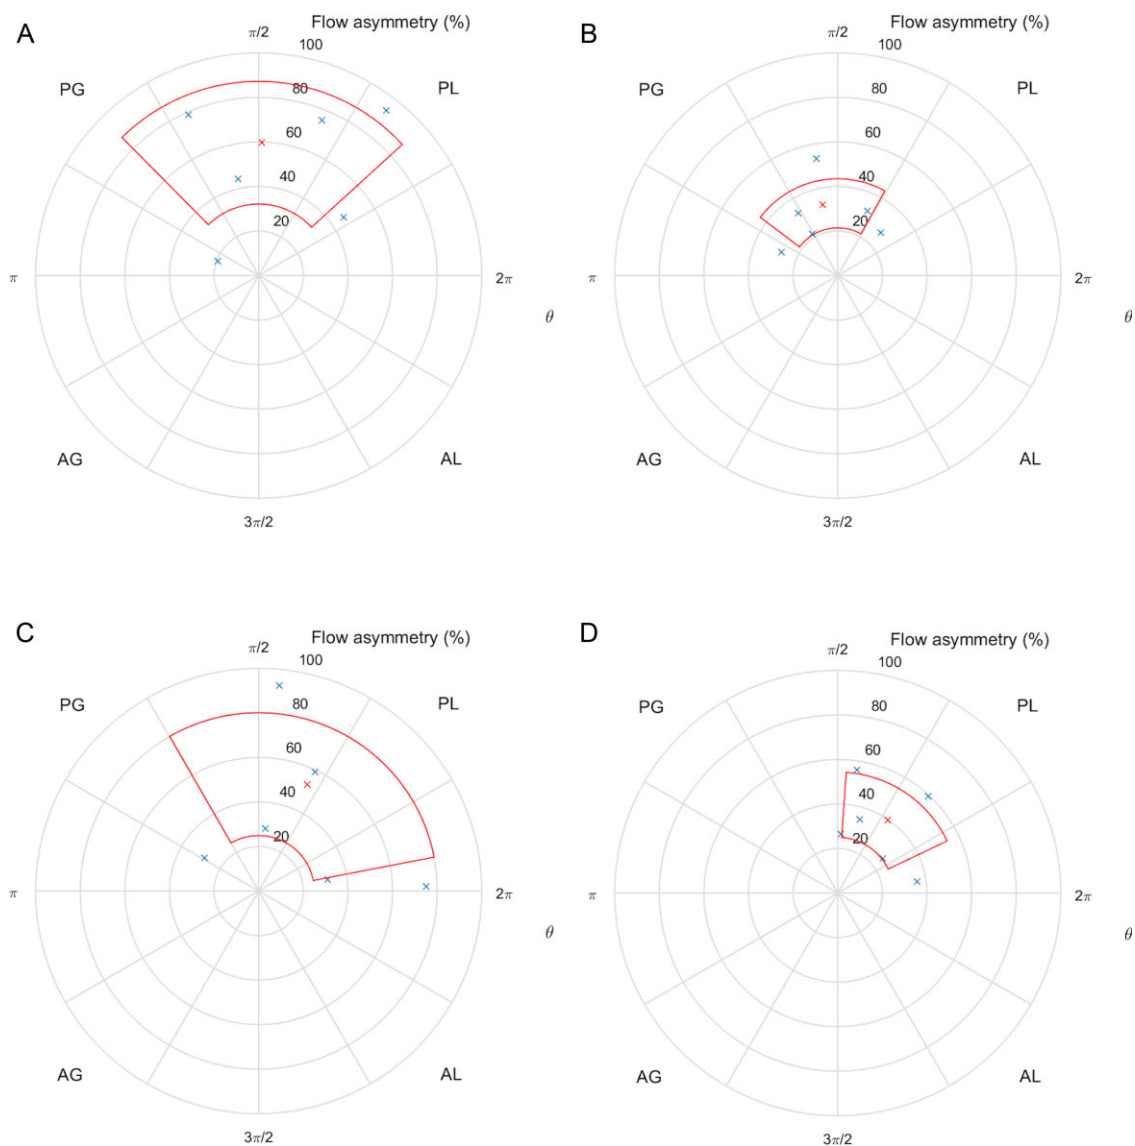 A
Flow asymmetry (%)
π/2
100
PG
PL
80
60
40
20
π
2π
θ
AG
AL
3π/2
B
Flow asymmetry (%)
π/2
100
PG
PL
80
60
40
20
π
2π
θ
AG
AL
3π/2
C
Flow asymmetry (%)
π/2
100
PG
PL
80
60
40
20
π
2π
θ
AG
AL
3π/2
D
Flow asymmetry (%)
π/2
100
PG
PL
80
60
40
20
π
2π
θ
AG
AL
3π/2